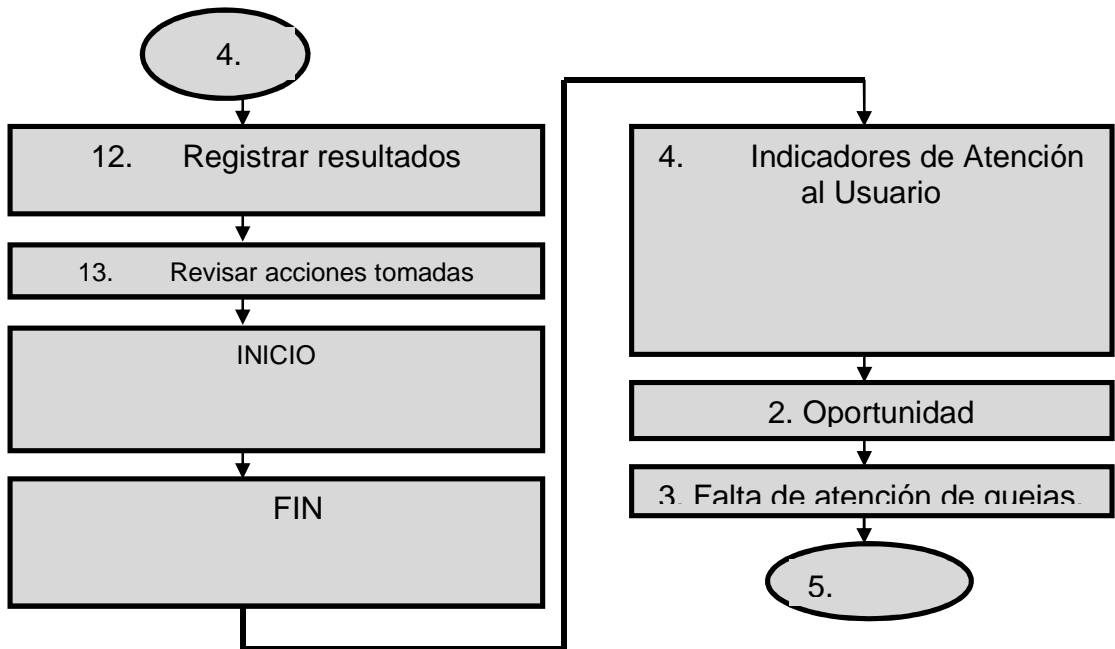 4.
12. Registrar resultados
13. Revisar acciones tomadas
INICIO
FIN
4. Indicadores de Atención
al Usuario
2. Oportunidad
3. Falta de atención de quejas.
5.